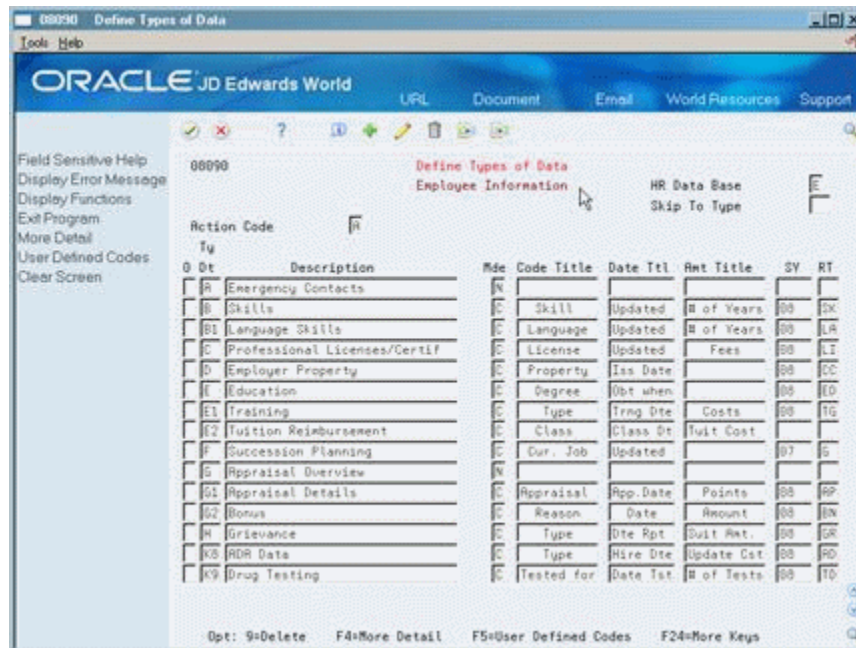 08090 Define Types of Data
Tools Help
ORACLE JD Edwards World
URL Document Email World Resources Support
Field Sensitive Help
Display Error Message
Display Functions
Exit Program
More Detail
User Defined Codes
Clear Screen
08090 Define Types of Data
Employee Information HR Data Base E
Skip To Type
Action Code A
Ty
O Dt Description Mde Code Title Date Ttl Amt Title SY RT
A Emergency Contacts N
B Skills C Skill Updated # of Years 08 SK
B1 Language Skills C Language Updated # of Years 08 LA
C Professional Licenses/Certif C License Updated Fees 08 LI
D Employer Property C Property Iss Date 08 CC
E Education C Degree Obt when 08 ED
E1 Training C Type Trng Dte Costs 08 TG
E2 Tuition Reimbursement C Class Class Dt Tuit Cost
F Succession Planning C Cur. Job Updated 07 G
G Appraisal Overview N
G1 Appraisal Details C Appraisal App.Date Points 08 AP
G2 Bonus C Reason Date Amount 08 BN
H Grievance C Type Dte Rpt Suit Amt. 08 GR
K8 ADA Data C Type Hire Dte Update Cst 08 AD
K9 Drug Testing C Tested for Date Tst # of Tests 08 TD
Opt: 9=Delete F4=More Detail F5=User Defined Codes F24=More Keys